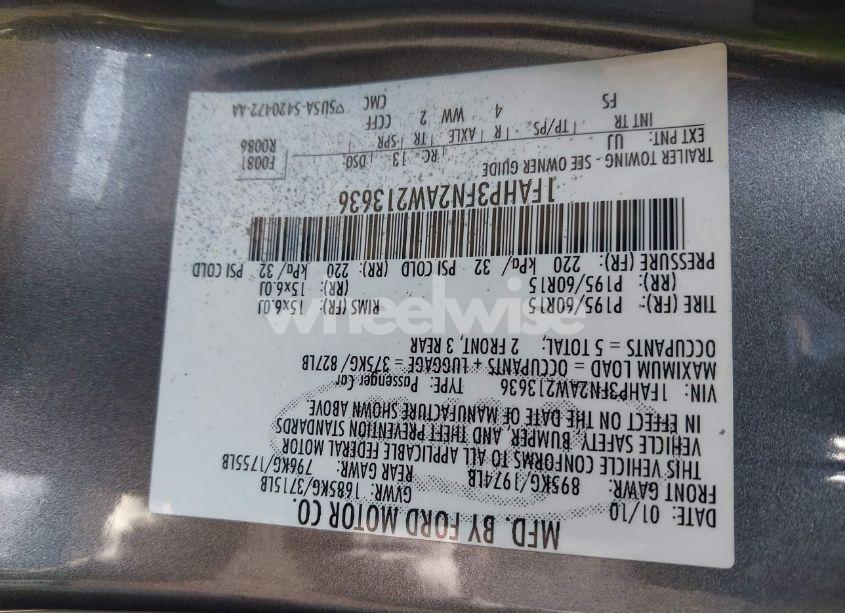 MFD. BY FORD MOTOR CO.
DATE: 01/10 GVWR: 1685KG/3715LB
FRONT GAWR: REAR GAWR:
895KG/1974LB 796KG/1755LB
THIS VEHICLE CONFORMS TO ALL APPLICABLE FEDERAL MOTOR
VEHICLE SAFETY, BUMPER, AND THEFT PREVENTION STANDARDS
IN EFFECT ON THE DATE OF MANUFACTURE SHOWN ABOVE.
VIN: 1FAHP3FN2AW213636 TYPE: Passenger Car
MAXIMUM LOAD = OCCUPANTS + LUGGAGE = 375KG/ 827LB
OCCUPANTS = 5 TOTAL; 2 FRONT, 3 REAR
TIRE (FR): P195/60R15 RIMS (FR): 15x6.0J
(RR): P195/60R15 (RR): 15x6.0J
PRESSURE (FR): 220 kPa/ 32 PSI COLD (RR): 220 kPa/ 32 PSI COLD
1FAHP3FN2AW213636
TRAILER TOWING - SEE OWNER GUIDE
EXT PNT: UJ RC: 13 DSO: F0081
R0086
INT TR TP/PS R AXLE TR SPR
FS 4 WW 2 CCFF CMC
5USA-S420472-AA
wheelwise